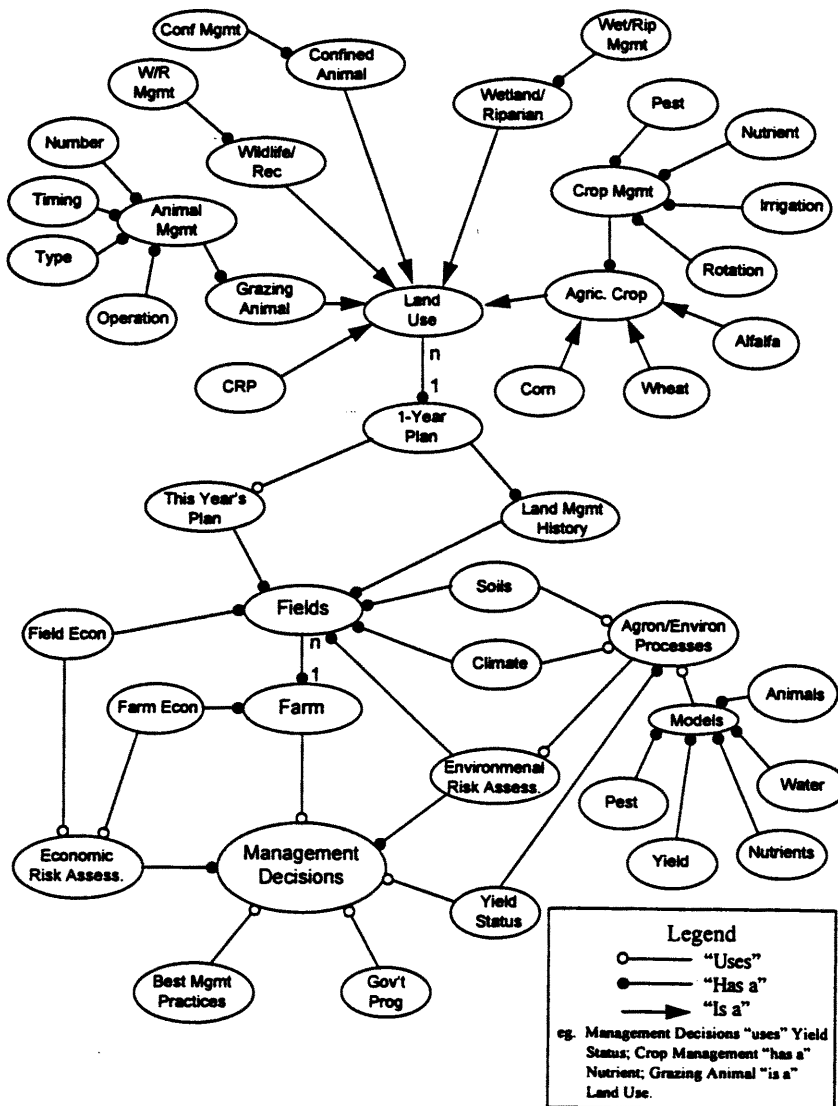 Conf Mgmt
Confined
Animal
Wet/Rip
Mgmt
W/R
Mgmt
Wetland/
Riparian
Pest
Nutrient
Number
Wildlife/
Rec
Crop Mgmt
Timing
Animal
Mgmt
Irrigation
Type
Rotation
Operation
Grazing
Animal
Land
Use
Agric. Crop
Alfalfa
CRP
n
1
Corn
Wheat
1-Year
Plan
This Year's
Plan
Land Mgmt
History
Fields
Soils
Field Econ
n
Agron/Environ
Processes
Climate
1
Farm Econ
Farm
Animals
Models
Environmenal
Risk Assess.
Water
Pest
Economic
Risk Assess.
Management
Decisions
Yield
Nutrients
Yield
Status
Best Mgmt
Practices
Gov't
Prog
Legend
"Uses"
"Has a"
"Is a"
eg. Management Decisions "uses" Yield
Status; Crop Management "has a"
Nutrient; Grazing Animal "is a"
Land Use.